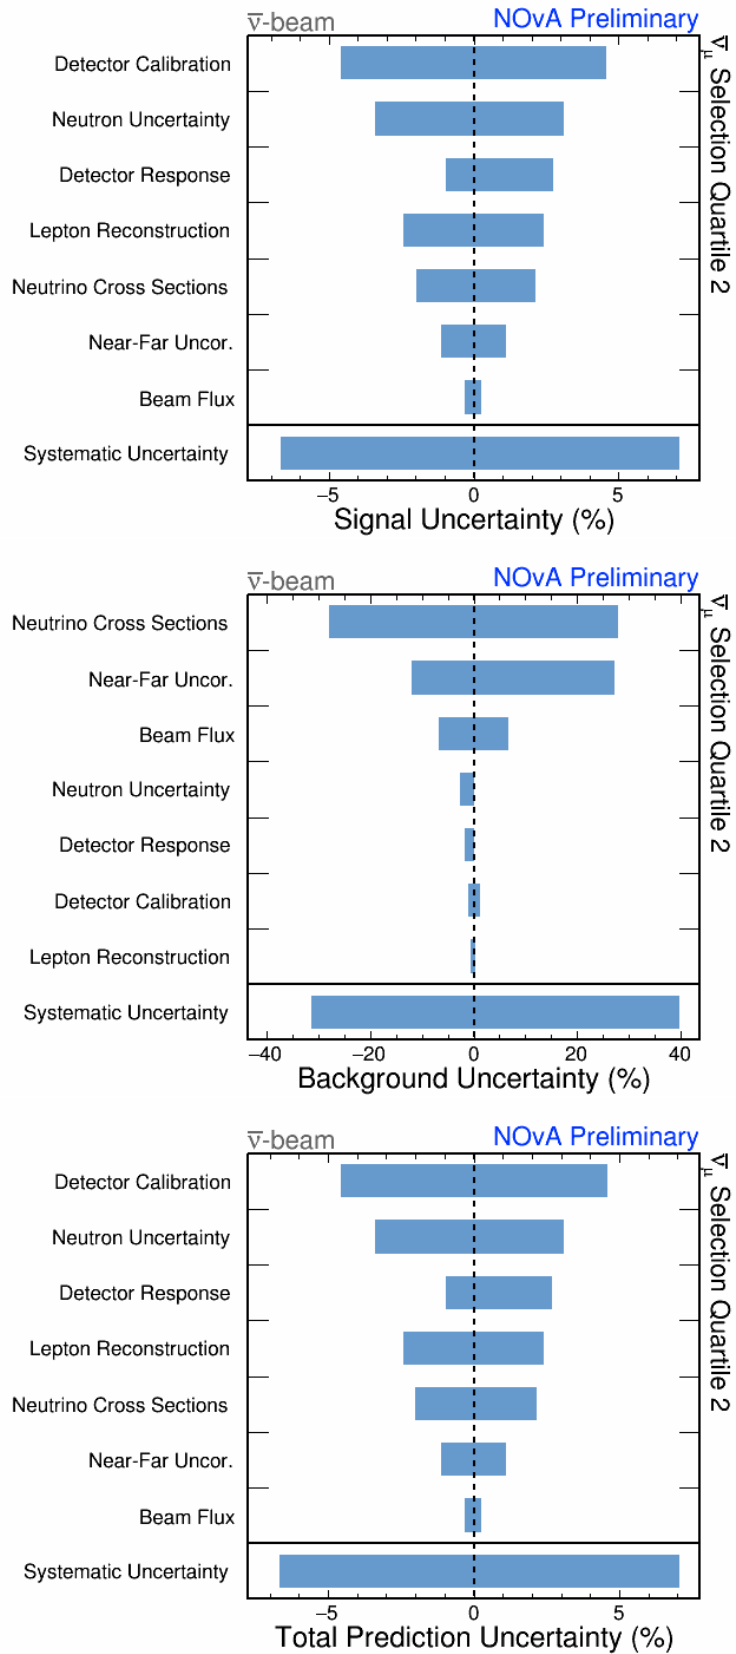 ν̅-beam NOvA Preliminary
Detector Calibration
Neutron Uncertainty
Detector Response
Lepton Reconstruction
Neutrino Cross Sections
Near-Far Uncor.
Beam Flux
Systematic Uncertainty
−5 0 5
Signal Uncertainty (%)
ν̅μ Selection Quartile 2
ν̅-beam NOvA Preliminary
Neutrino Cross Sections
Near-Far Uncor.
Beam Flux
Neutron Uncertainty
Detector Response
Detector Calibration
Lepton Reconstruction
Systematic Uncertainty
−40 −20 0 20 40
Background Uncertainty (%)
ν̅μ Selection Quartile 2
ν̅-beam NOvA Preliminary
Detector Calibration
Neutron Uncertainty
Detector Response
Lepton Reconstruction
Neutrino Cross Sections
Near-Far Uncor.
Beam Flux
Systematic Uncertainty
−5 0 5
Total Prediction Uncertainty (%)
ν̅μ Selection Quartile 2